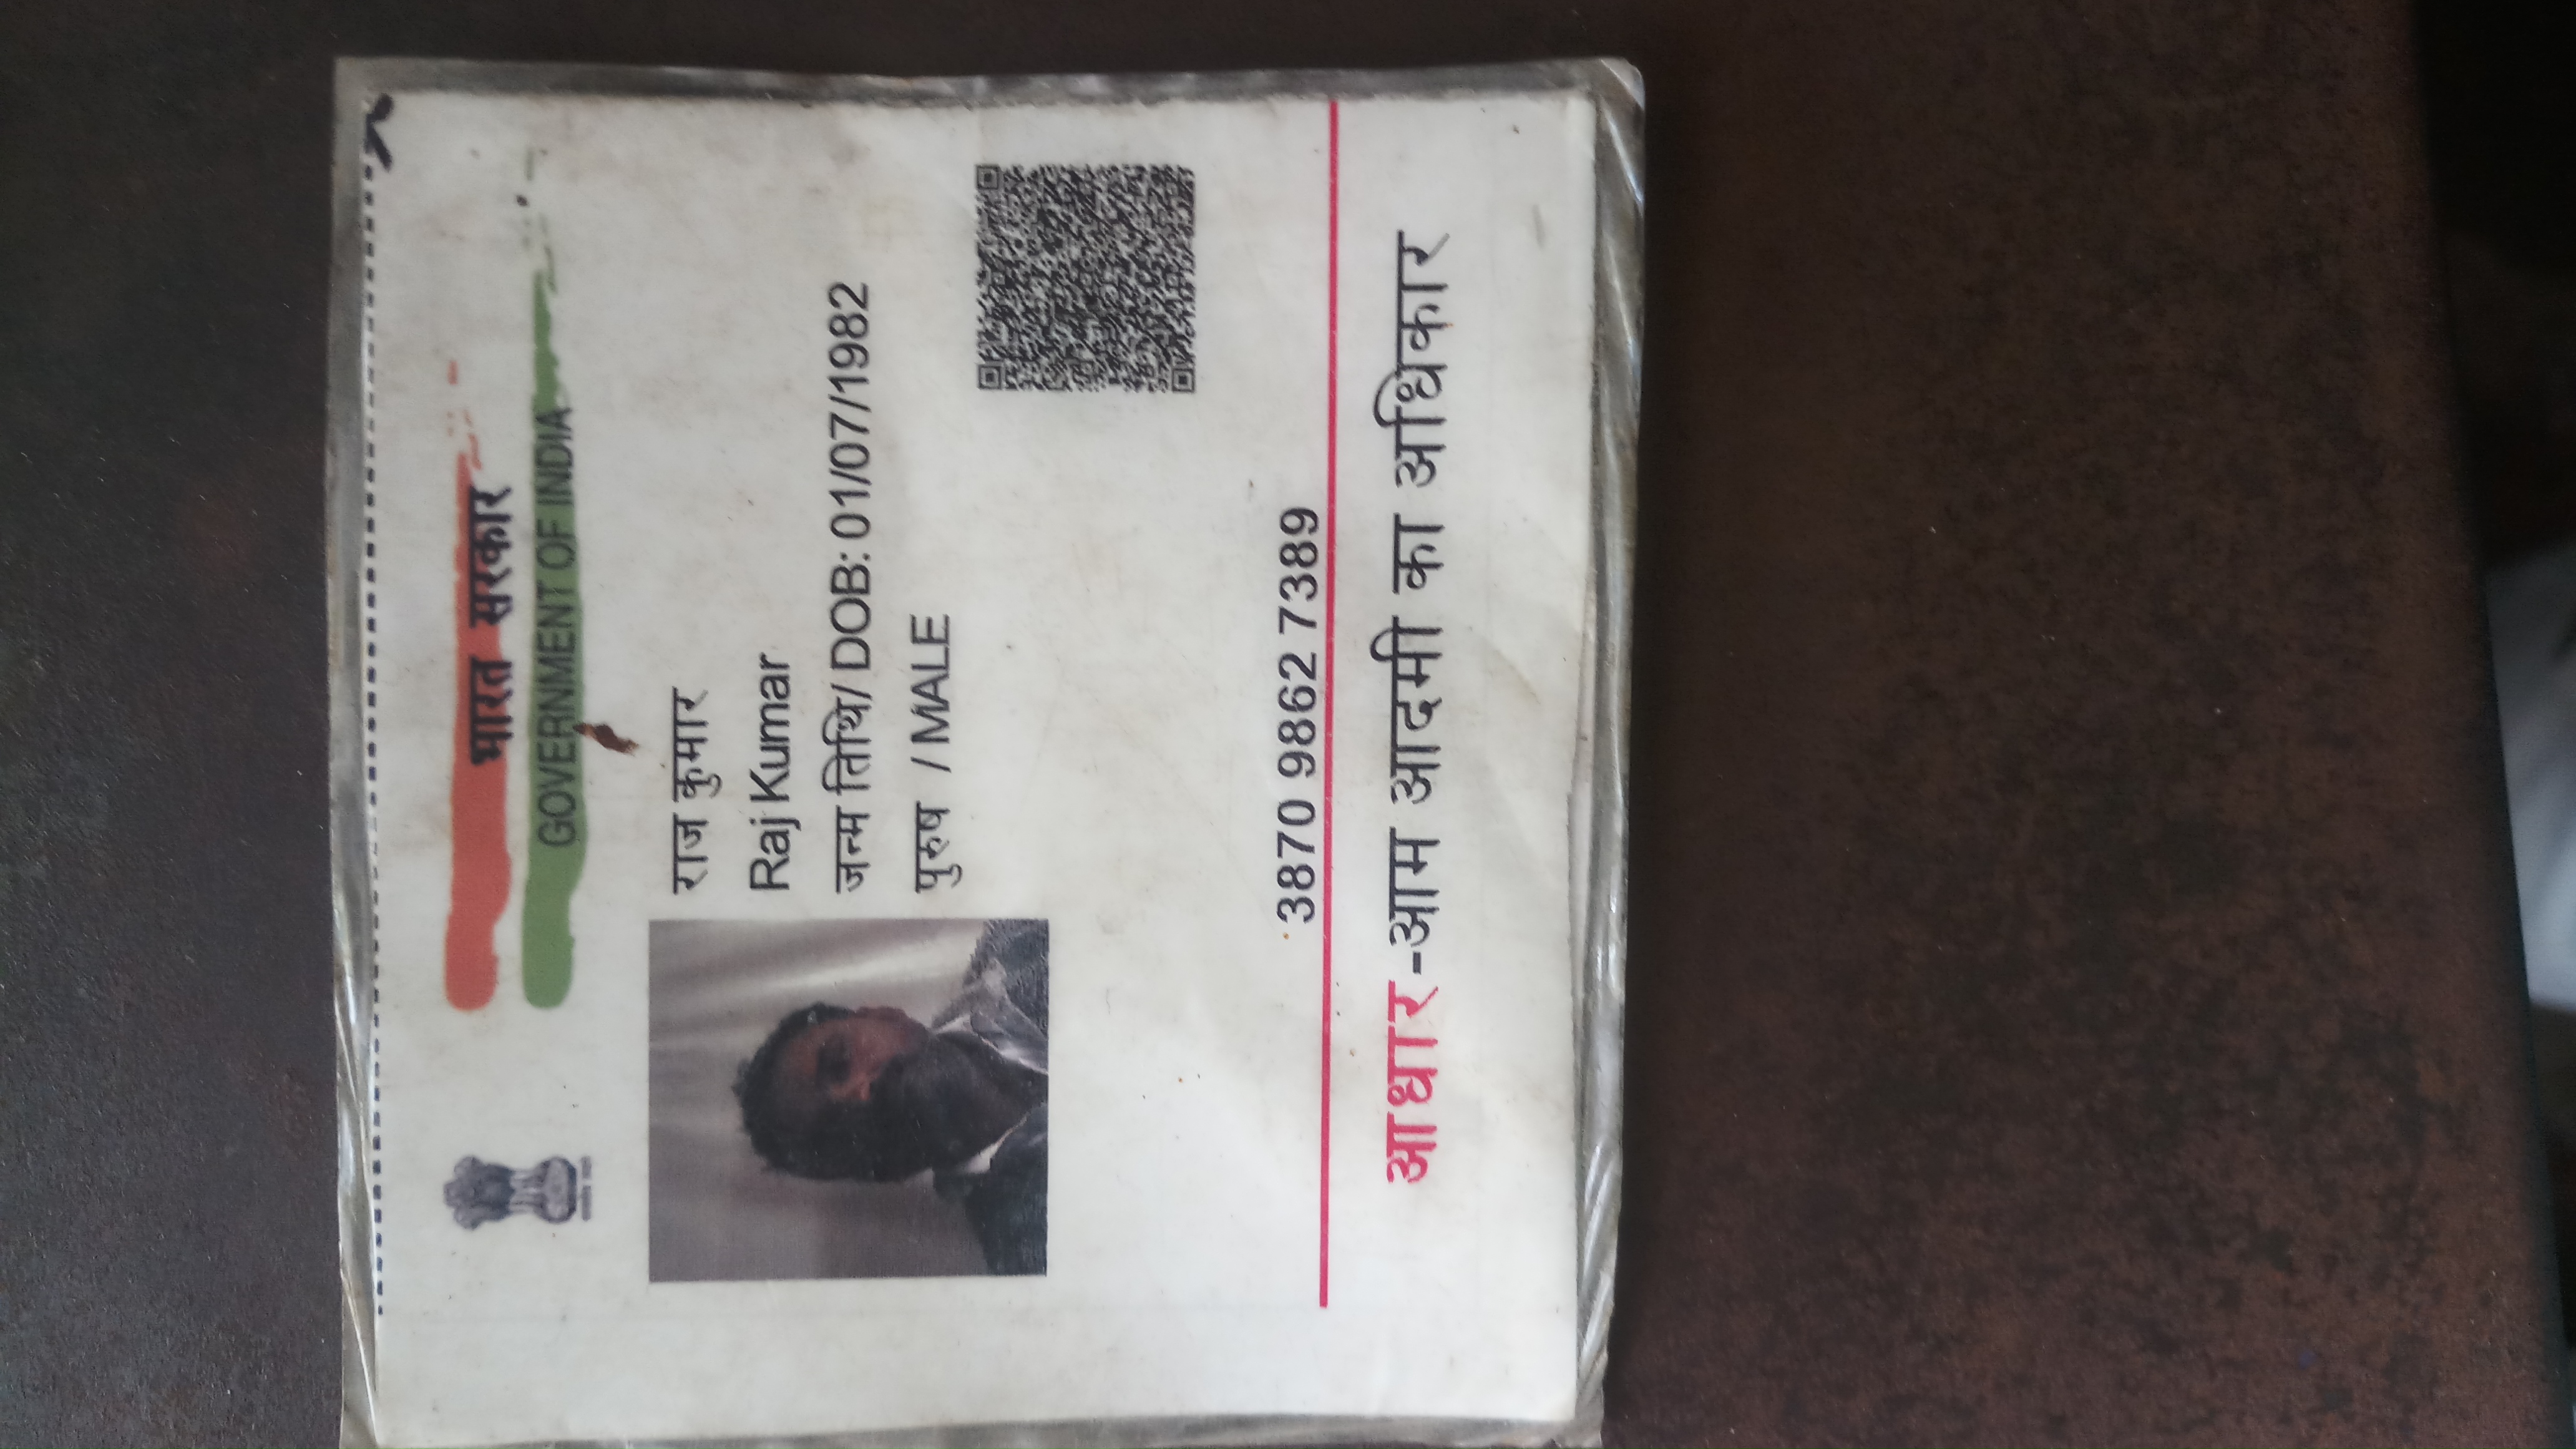 भारत सरकार
GOVERNMENT OF INDIA
राज कुमार
Raj Kumar
जन्म तिथि/ DOB: 01/07/1982
पुरुष / MALE
3870 9862 7389
आधार-आम आदमी का अधिकार